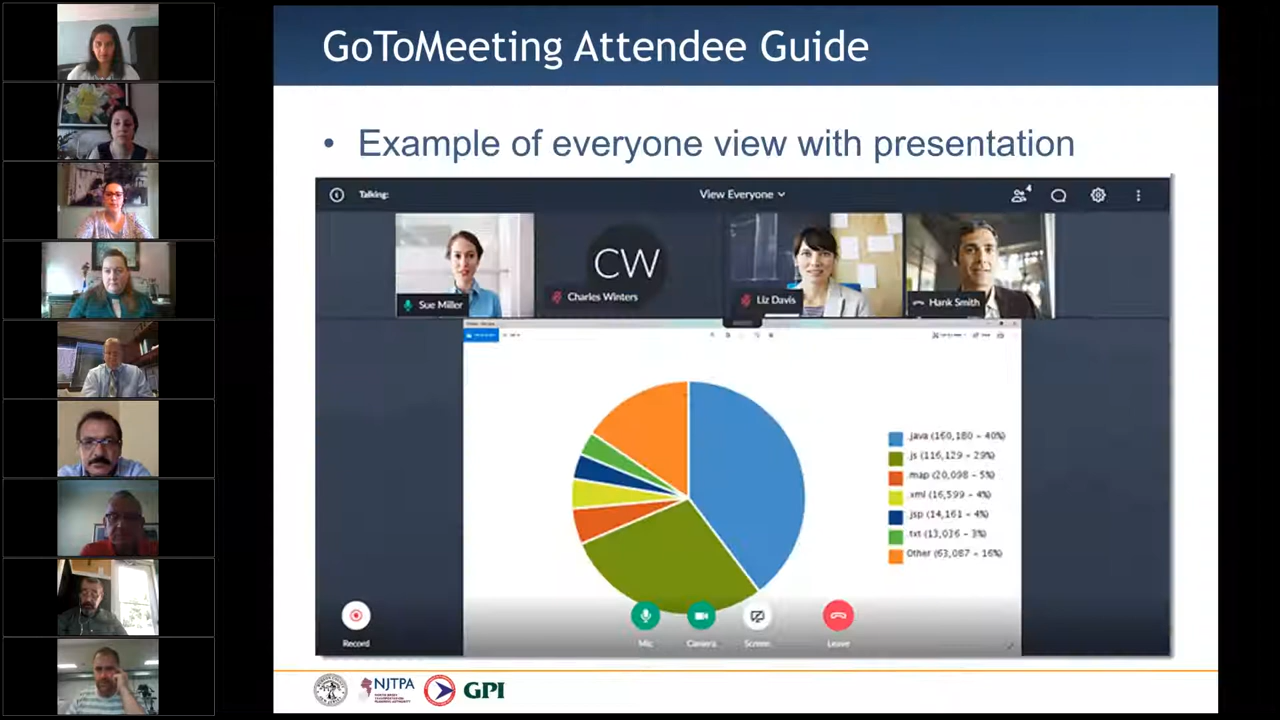 GoToMeeting Attendee Guide
• Example of everyone view with presentation
Talking:
View Everyone
4
Sue Miller
CW
Charles Winters
Liz Davis
Hank Smith
.java (160,180 - 40%)
.js (116,129 - 29%)
.map (20,098 - 5%)
.xml (16,599 - 4%)
.jsp (14,161 - 4%)
.txt (13,036 - 3%)
Other (63,087 - 16%)
Record
Mic
Camera
Screen
Leave
NJTPA
GPI